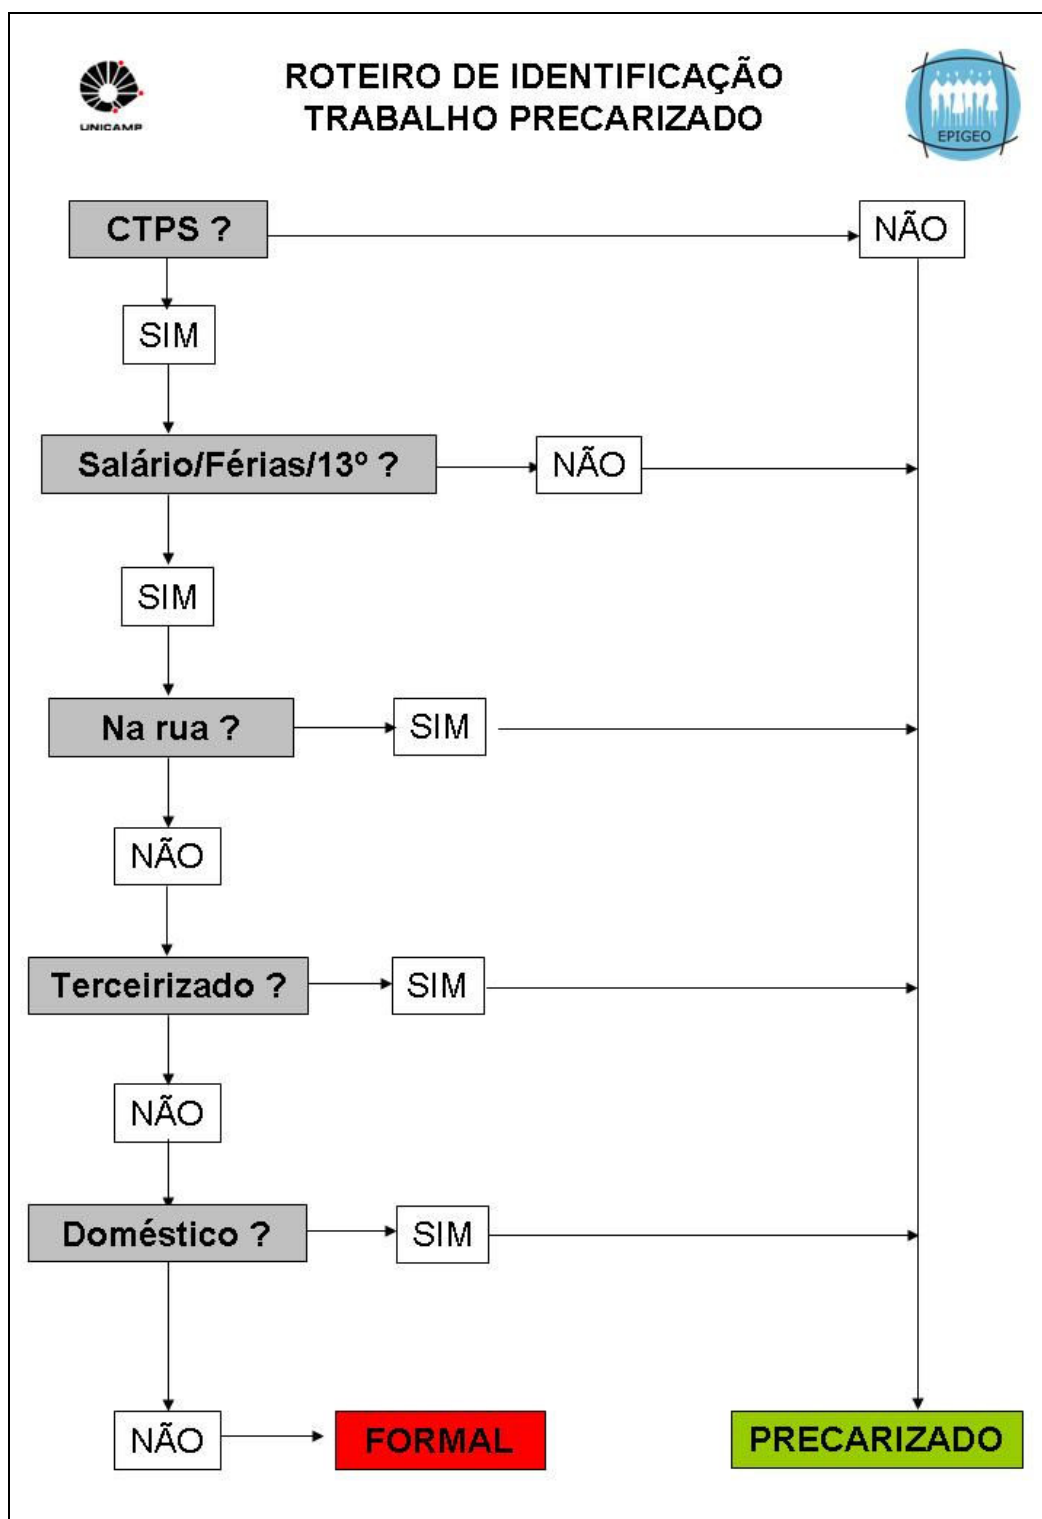 ROTEIRO DE IDENTIFICAÇÃO
TRABALHO PRECARIZADO
UNICAMP
EPIGEO
CTPS ?
NÃO
SIM
Salário/Férias/13º ?
NÃO
SIM
Na rua ?
SIM
NÃO
Terceirizado ?
SIM
NÃO
Doméstico ?
SIM
NÃO
FORMAL
PRECARIZADO